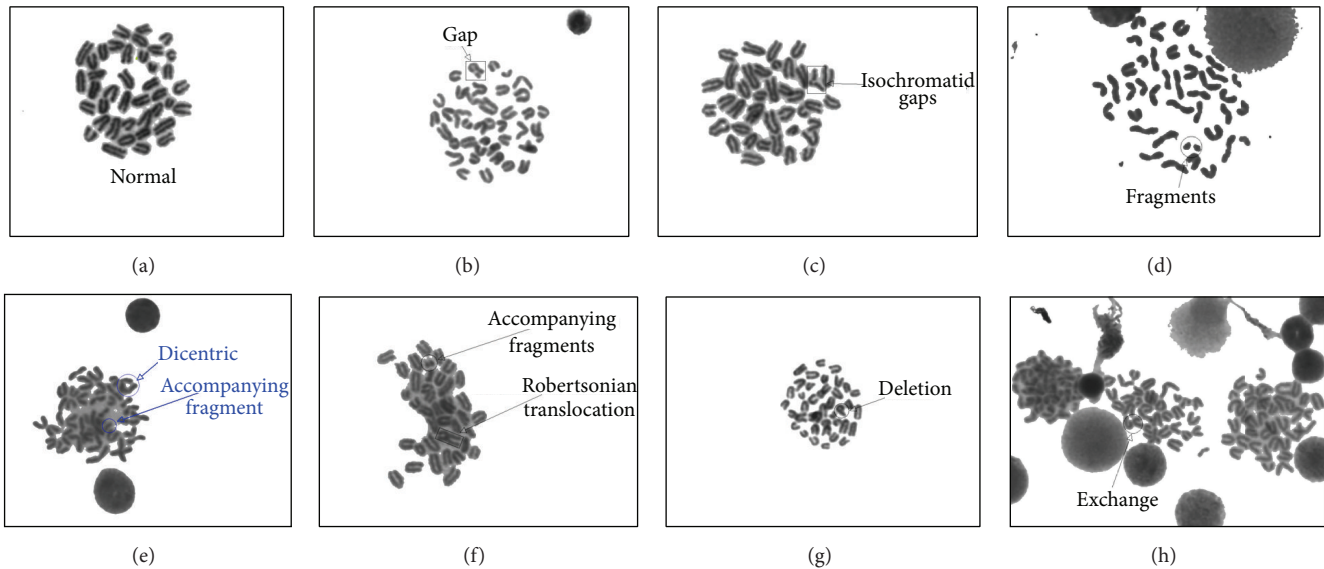 Normal
(a)
Gap
(b)
Isochromatid
gaps
(c)
Fragments
(d)
Dicentric
Accompanying
fragment
(e)
Accompanying
fragments
Robertsonian
translocation
(f)
Deletion
(g)
Exchange
(h)